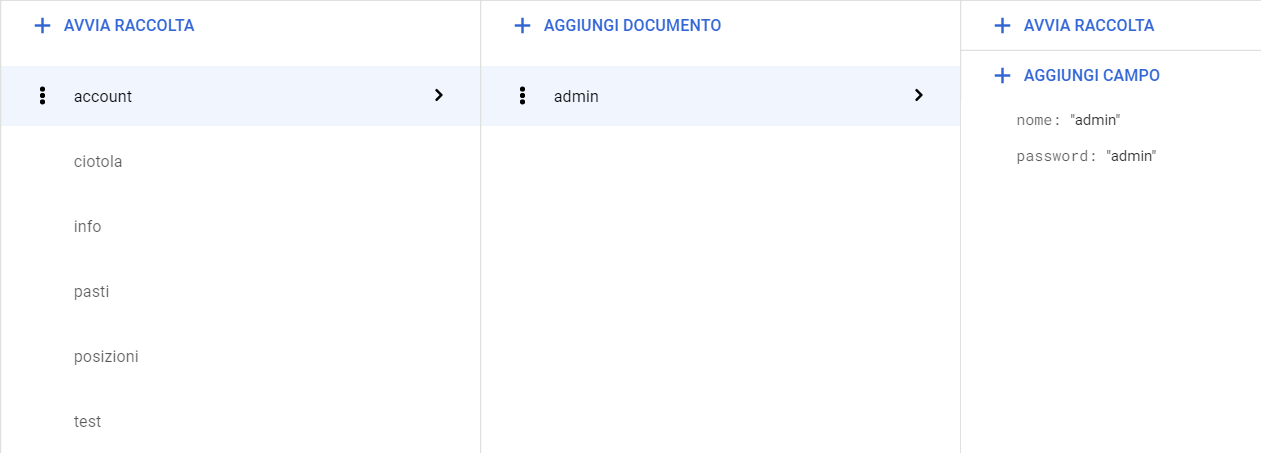 AVVIA RACCOLTA
account
ciotola
info
pasti
posizioni
test
AGGIUNGI DOCUMENTO
admin
AVVIA RACCOLTA
AGGIUNGI CAMPO
nome: "admin"
password: "admin"